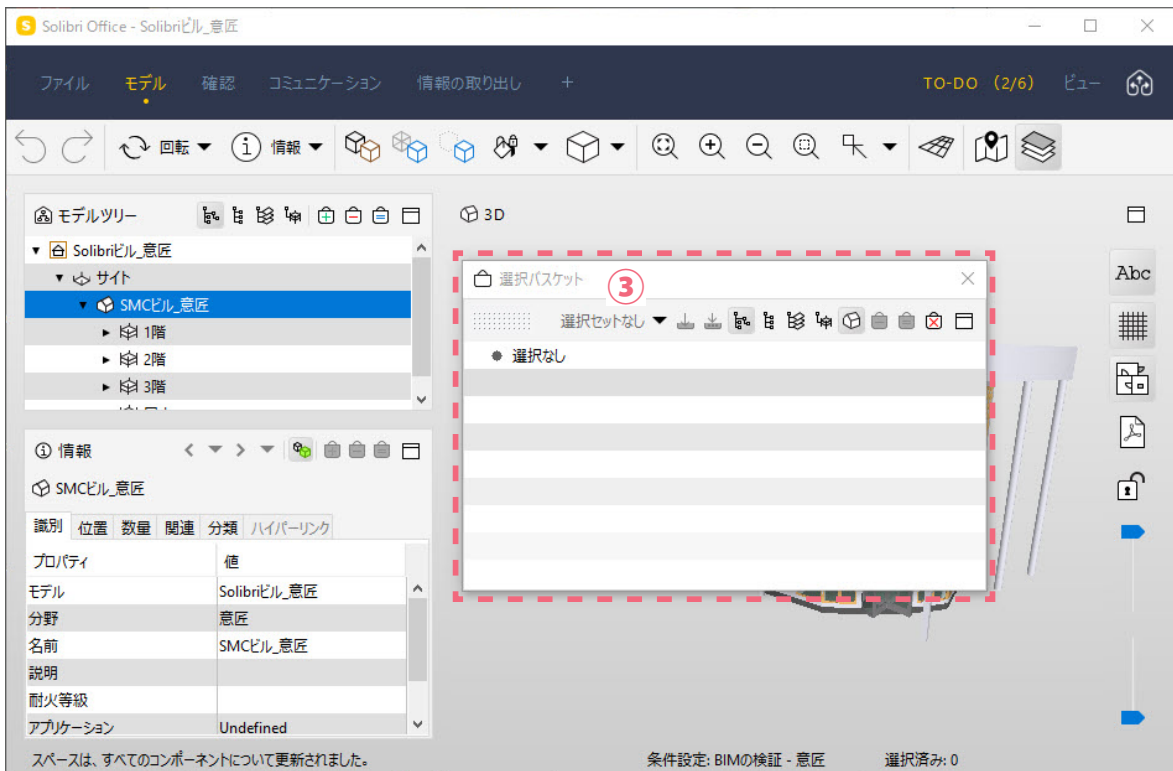 S Solibri Office - Solibriビル_意匠
ファイル モデル 確認 コミュニケーション 情報の取り出し + TO-DO (2/6) ビュー
回転 情報
モデルツリー
Solibriビル_意匠
サイト
SMCビル_意匠
1階
2階
3階
3D
選択バスケット ③
選択セットなし
選択なし
Abc
情報
SMCビル_意匠
識別 位置 数量 関連 分類 ハイパーリンク
プロパティ 値
モデル Solibriビル_意匠
分野 意匠
名前 SMCビル_意匠
説明
耐火等級
アプリケーション Undefined
スペースは、すべてのコンポーネントについて更新されました。 条件設定: BIMの検証 - 意匠 選択済み: 0